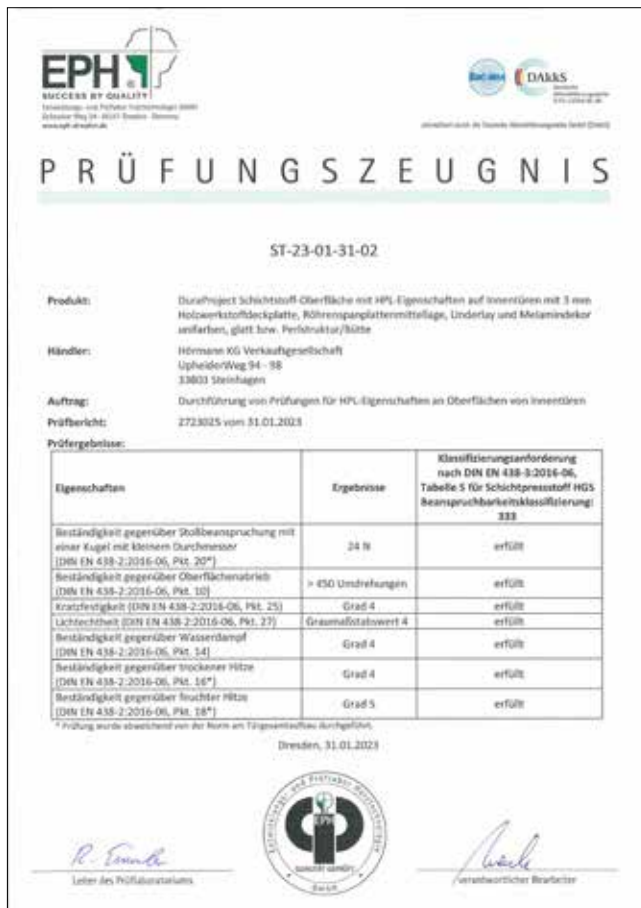 EPH
SUCCESS BY QUALITY
www.eph-dresden.de
DAkkS
PRÜFUNGSZEUGNIS
ST-23-01-31-02
Produkt: DuraProject Schichtstoff-Oberfläche mit HPL-Eigenschaften auf Innentüren mit 3 mm
Holzwerkstoffdeckplatte, Röhrenspanplattenmittellage, Underlay und Melamindekor
unifarben, glatt bzw. Perlstruktur/Bütte
Händler: Hörmann KG Verkaufsgesellschaft
UpheiderWeg 94 - 98
33803 Steinhagen
Auftrag: Durchführung von Prüfungen für HPL-Eigenschaften an Oberflächen von Innentüren
Prüfbericht: 2723025 vom 31.01.2023
Prüfergebnisse:
Eigenschaften
Ergebnisse
Klassifizierungsanforderung
nach DIN EN 438-3:2016-06,
Tabelle 5 für Schichtpressstoff HGS
Beanspruchbarkeitsklassifizierung:
333
Beständigkeit gegenüber Stoßbeanspruchung mit
einer Kugel mit kleinem Durchmesser
(DIN EN 438-2:2016-06, Pkt. 20*)
24 N
erfüllt
Beständigkeit gegenüber Oberflächenabrieb
(DIN EN 438-2:2016-06, Pkt. 10)
> 450 Umdrehungen
erfüllt
Kratzfestigkeit (DIN EN 438-2:2016-06, Pkt. 25) Grad 4 erfüllt
Lichtechtheit (DIN EN 438-2:2016-06, Pkt. 27) Graumaßstabswert 4 erfüllt
Beständigkeit gegenüber Wasserdampf
(DIN EN 438-2:2016-06, Pkt. 14)
Grad 4
erfüllt
Beständigkeit gegenüber trockener Hitze
(DIN EN 438-2:2016-06, Pkt. 16*)
Grad 4
erfüllt
Beständigkeit gegenüber feuchter Hitze
(DIN EN 438-2:2016-06, Pkt. 18*)
Grad 5
erfüllt
* Prüfung wurde abweichend von der Norm am Türgesamtaufbau durchgeführt.
Dresden, 31.01.2023
EPH
QUALITÄT GEPRÜFT
Leiter des Prüflaboratoriums
verantwortlicher Bearbeiter